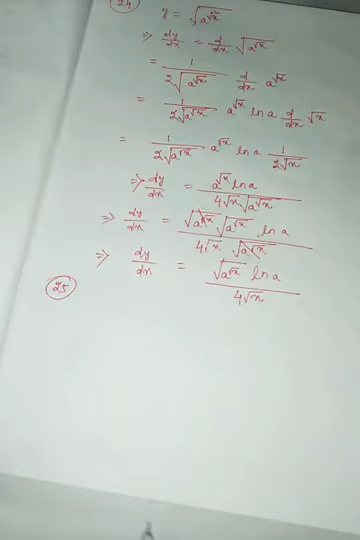 24
y = √(a^√x)
⇒ dy/dx = d/dx √(a^√x)
= 1/(2√(a^√x)) d/dx a^√x
= 1/(2√(a^√x)) a^√x ln a d/dx √x
= 1/(2√(a^√x)) a^√x ln a 1/(2√x)
⇒ dy/dx = (a^√x ln a)/(4√x √(a^√x))
⇒ dy/dx = (√(a^√x) √(a^√x) . ln a)/(4√x √(a^√x))
⇒ dy/dx = (√(a^√x) ln a)/(4√x)
25